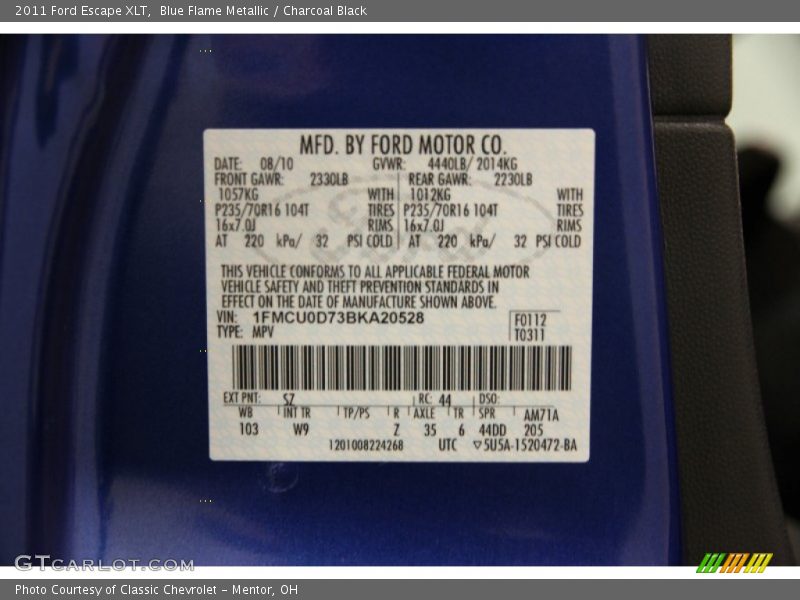 2011 Ford Escape XLT, Blue Flame Metallic / Charcoal Black
MFD. BY FORD MOTOR CO.
DATE: 08/10 GVWR: 4440LB/ 2014KG
FRONT GAWR: 2330LB REAR GAWR: 2230LB
1057KG WITH 1012KG WITH
P235/70R16 104T TIRES P235/70R16 104T TIRES
16x7.0J RIMS 16x7.0J RIMS
AT 220 kPa/ 32 PSI COLD AT 220 kPa/ 32 PSI COLD
THIS VEHICLE CONFORMS TO ALL APPLICABLE FEDERAL MOTOR
VEHICLE SAFETY AND THEFT PREVENTION STANDARDS IN
EFFECT ON THE DATE OF MANUFACTURE SHOWN ABOVE.
VIN: 1FMCU0D73BKA20528 F0112
TYPE: MPV T0311
EXT PNT: SZ RC: 44 DSO:
WB INT TR TP/PS R AXLE TR SPR AM71A
103 W9 Z 35 6 44DD 205
1201008224268 UTC ▽5U5A-1520472-BA
GTCARLOT.COM
Photo Courtesy of Classic Chevrolet - Mentor, OH